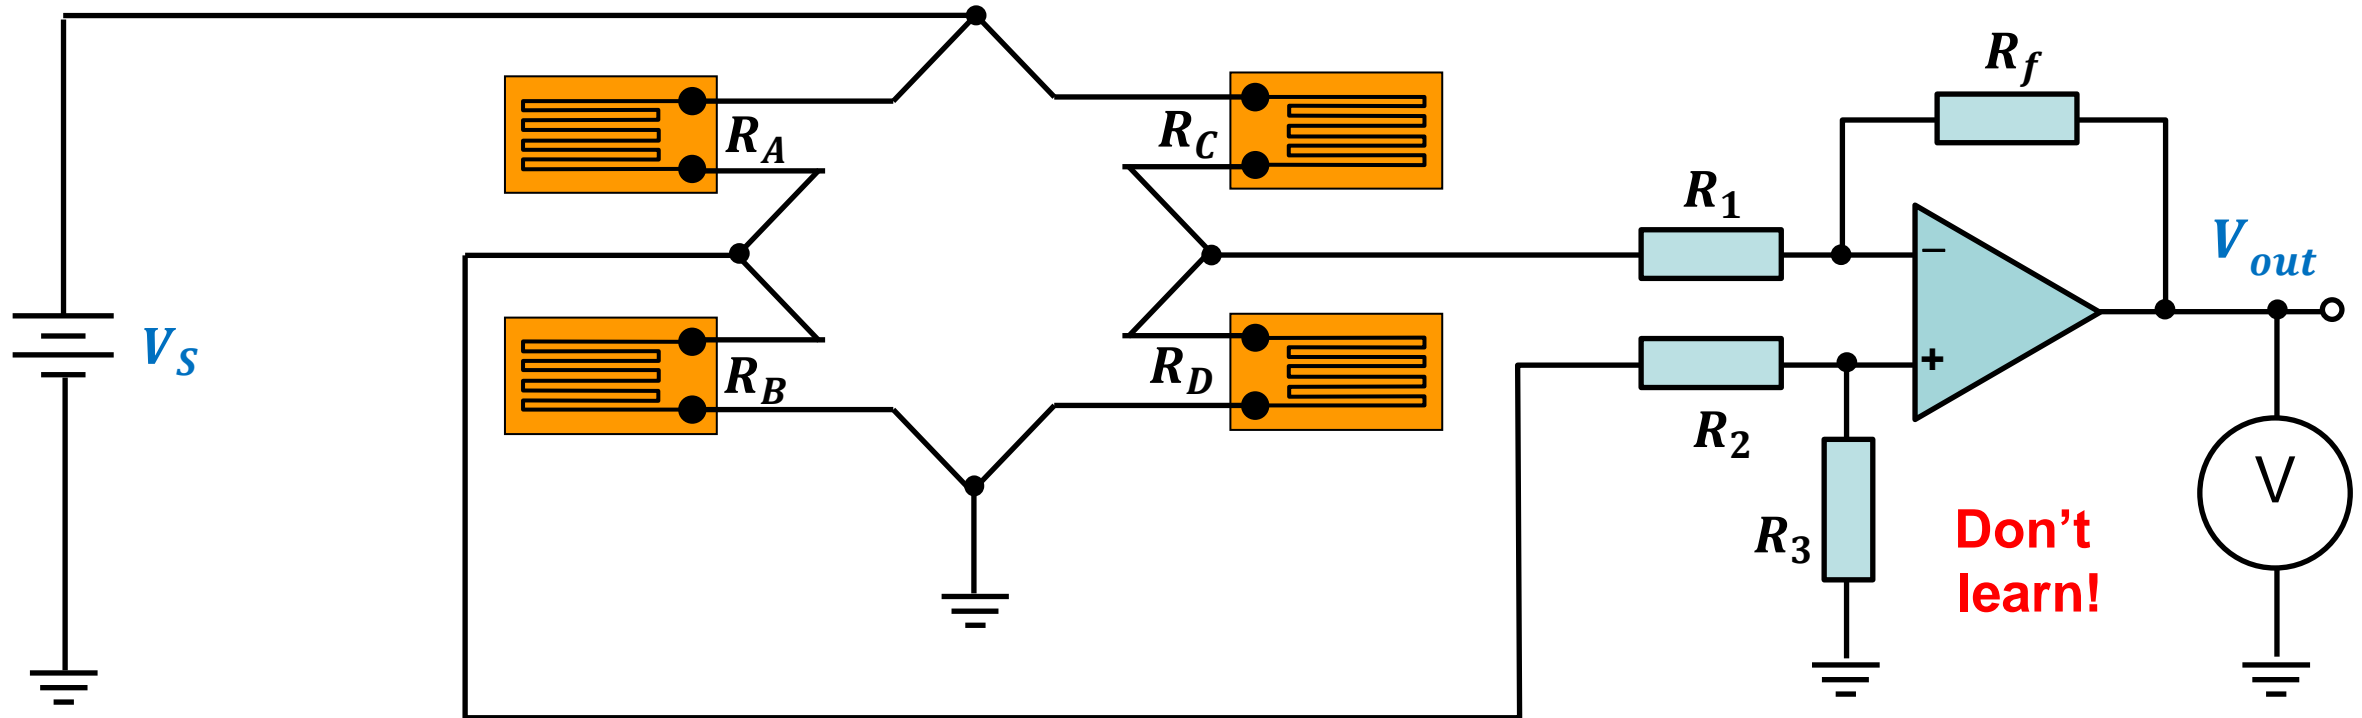 R_f
R_A
R_C
R_1
V_out
−
V_S
R_B
R_D
+
R_2
V
R_3
Don't
learn!